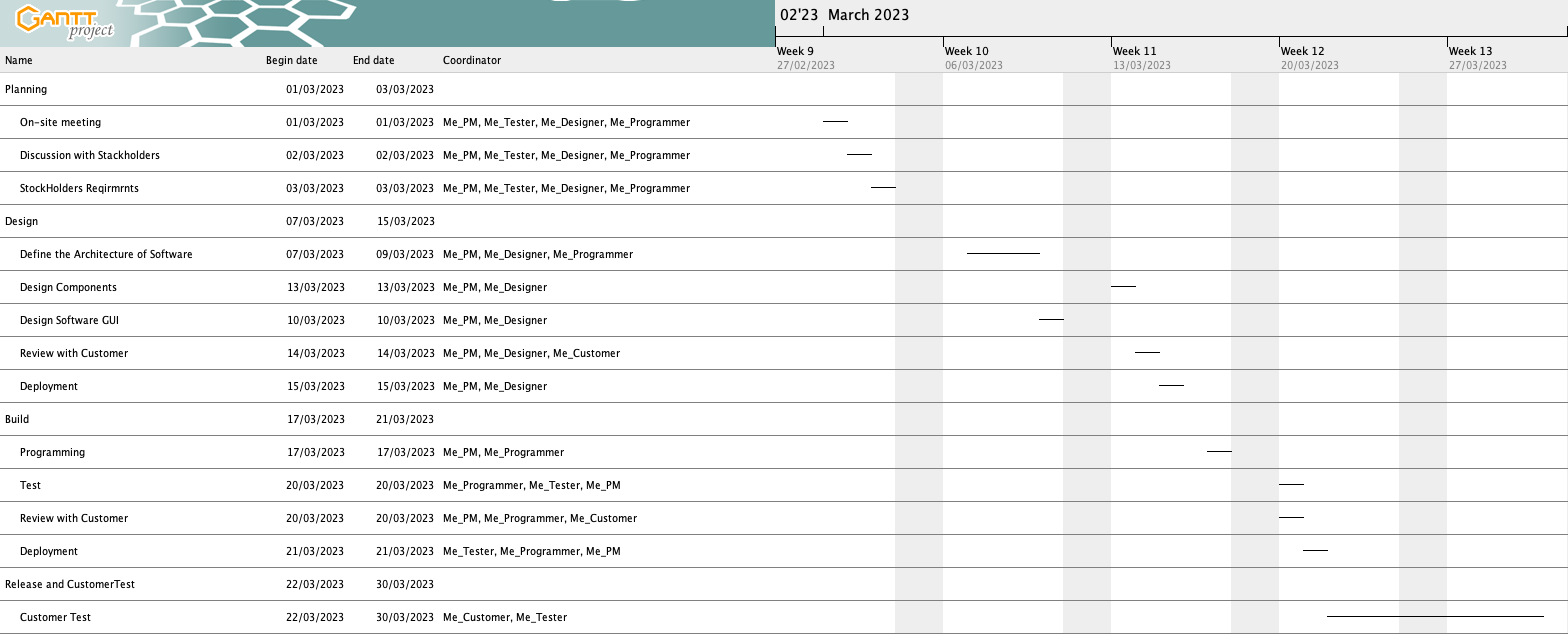 GANTT project
02'23 March 2023
Week 9 Week 10 Week 11 Week 12 Week 13
27/02/2023 06/03/2023 13/03/2023 20/03/2023 27/03/2023
Name Begin date End date Coordinator
Planning 01/03/2023 03/03/2023
On-site meeting 01/03/2023 01/03/2023 Me_PM, Me_Tester, Me_Designer, Me_Programmer
Discussion with Stackholders 02/03/2023 02/03/2023 Me_PM, Me_Tester, Me_Designer, Me_Programmer
StockHolders Reqirmrnts 03/03/2023 03/03/2023 Me_PM, Me_Tester, Me_Designer, Me_Programmer
Design 07/03/2023 15/03/2023
Define the Architecture of Software 07/03/2023 09/03/2023 Me_PM, Me_Designer, Me_Programmer
Design Components 13/03/2023 13/03/2023 Me_PM, Me_Designer
Design Software GUI 10/03/2023 10/03/2023 Me_PM, Me_Designer
Review with Customer 14/03/2023 14/03/2023 Me_PM, Me_Designer, Me_Customer
Deployment 15/03/2023 15/03/2023 Me_PM, Me_Designer
Build 17/03/2023 21/03/2023
Programming 17/03/2023 17/03/2023 Me_PM, Me_Programmer
Test 20/03/2023 20/03/2023 Me_Programmer, Me_Tester, Me_PM
Review with Customer 20/03/2023 20/03/2023 Me_PM, Me_Programmer, Me_Customer
Deployment 21/03/2023 21/03/2023 Me_Tester, Me_Programmer, Me_PM
Release and CustomerTest 22/03/2023 30/03/2023
Customer Test 22/03/2023 30/03/2023 Me_Customer, Me_Tester